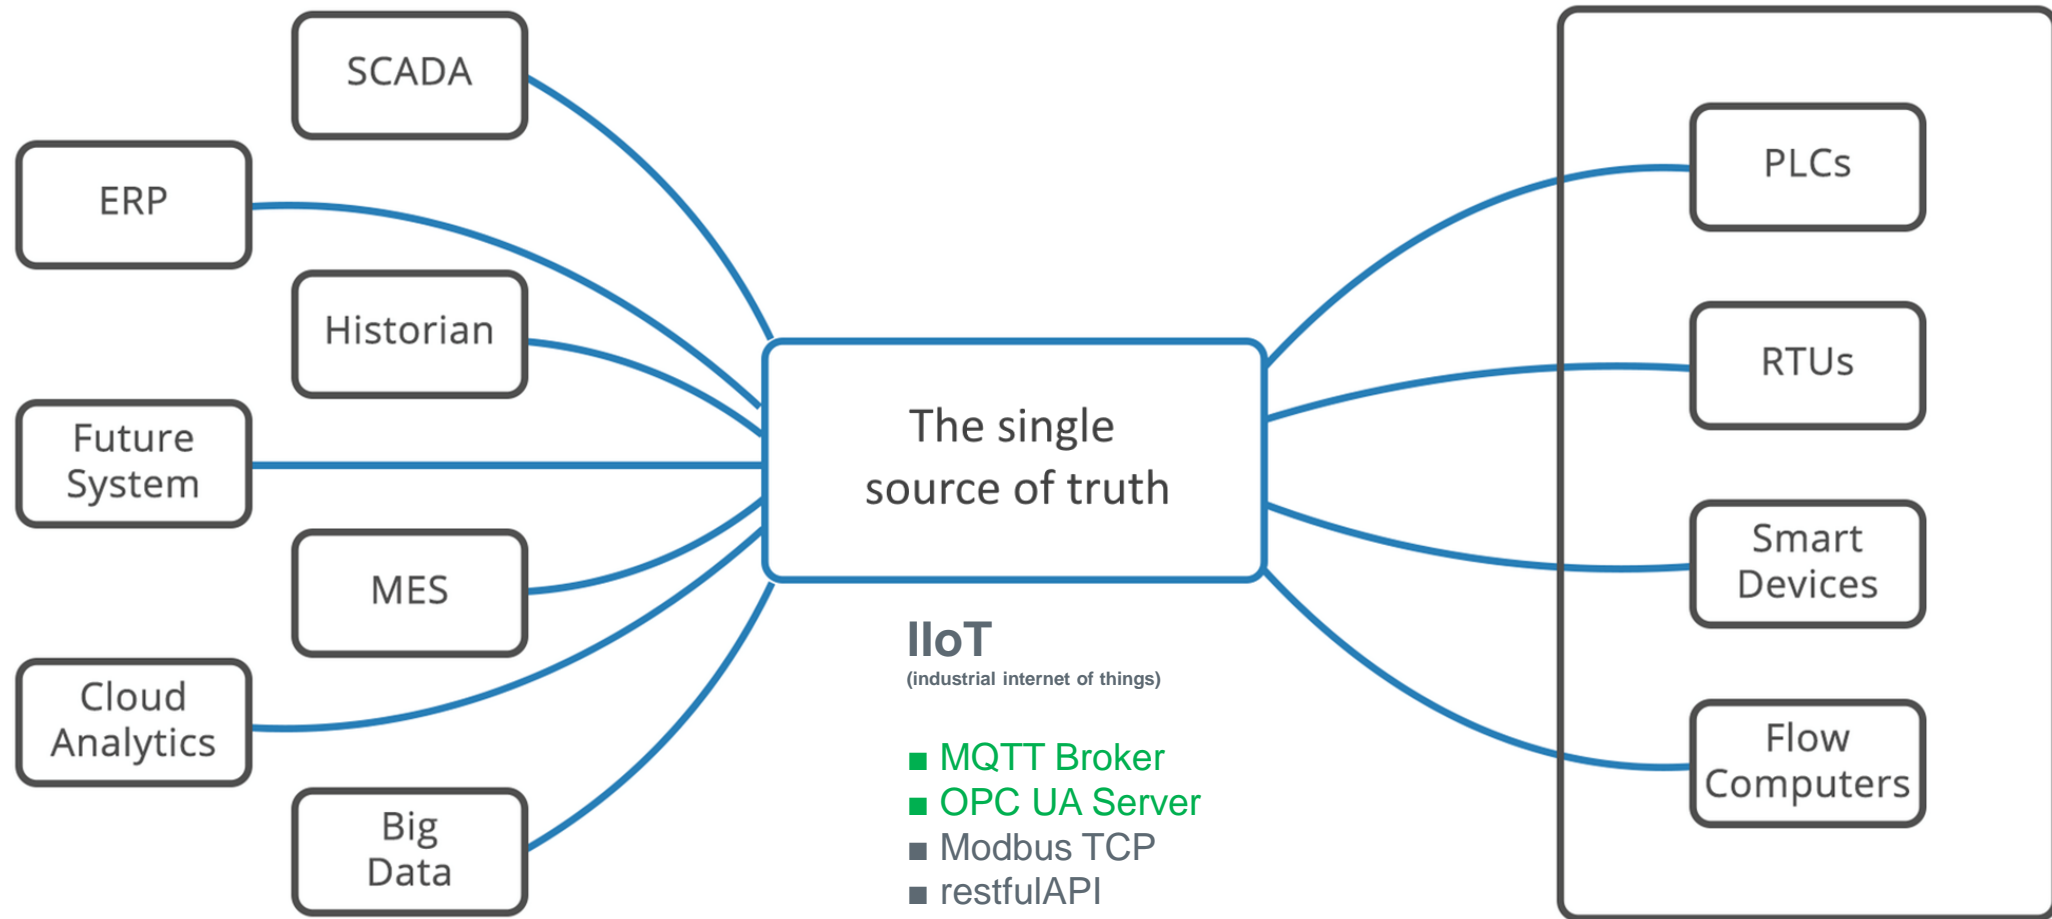 SCADA
ERP
Historian
Future
System
MES
Cloud
Analytics
Big
Data
The single
source of truth
IIoT
(industrial internet of things)
■ MQTT Broker
■ OPC UA Server
■ Modbus TCP
■ restfulAPI
PLCs
RTUs
Smart
Devices
Flow
Computers